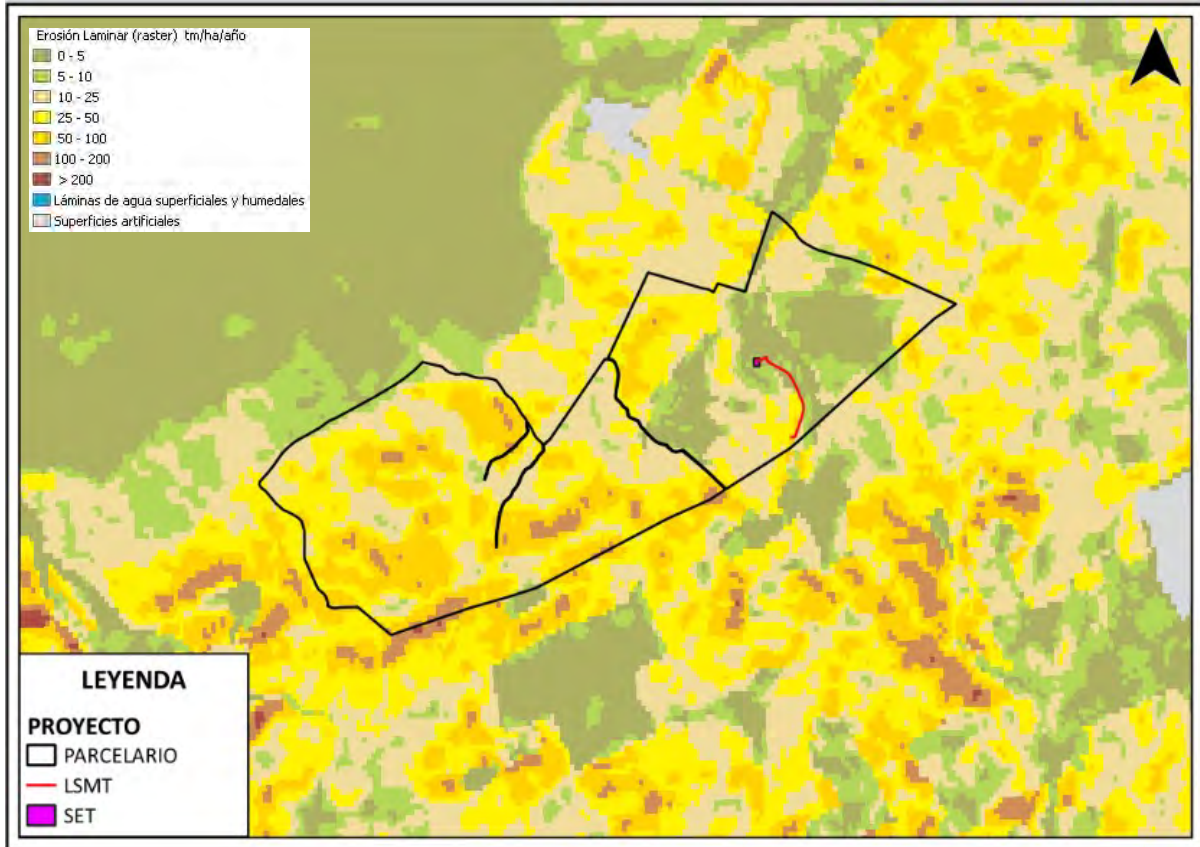 Erosión Laminar (raster) tm/ha/año
0 - 5
5 - 10
10 - 25
25 - 50
50 - 100
100 - 200
> 200
Láminas de agua superficiales y humedales
Superficies artificiales
LEYENDA
PROYECTO
PARCELARIO
LSMT
SET